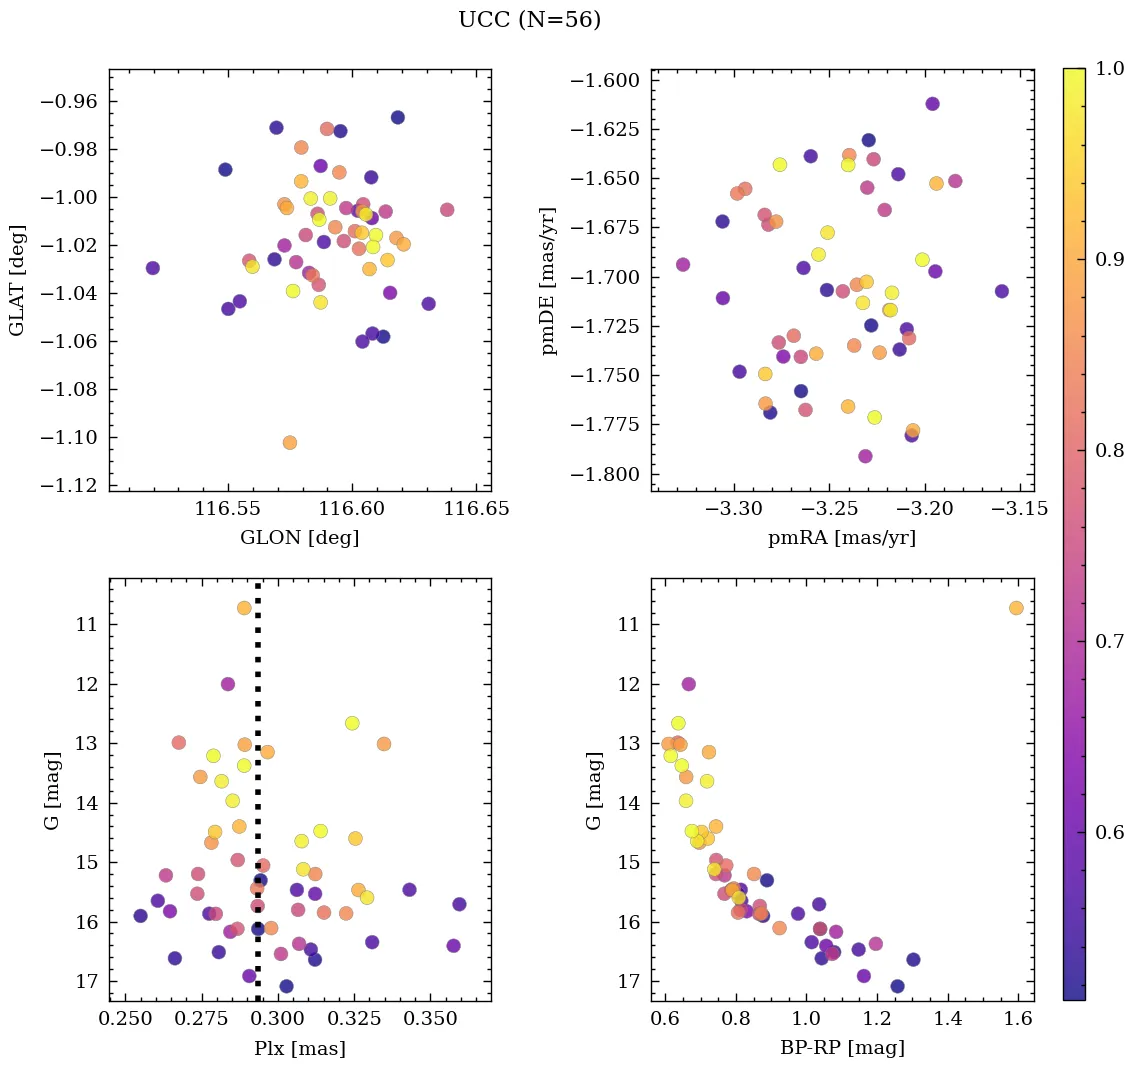 UCC (N=56)
−0.96
−0.98
−1.00
−1.02
−1.04
−1.06
−1.08
−1.10
−1.12
GLAT [deg]
116.55 116.60 116.65
GLON [deg]
−1.600
−1.625
−1.650
−1.675
−1.700
−1.725
−1.750
−1.775
−1.800
pmDE [mas/yr]
−3.30 −3.25 −3.20 −3.15
pmRA [mas/yr]
11
12
13
14
15
16
17
G [mag]
0.250 0.275 0.300 0.325 0.350
Plx [mas]
11
12
13
14
15
16
17
G [mag]
0.6 0.8 1.0 1.2 1.4 1.6
BP-RP [mag]
1.0
0.9
0.8
0.7
0.6